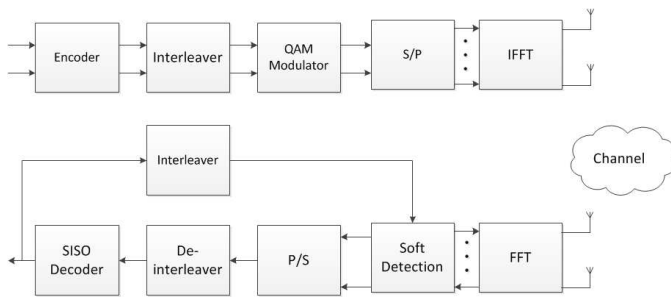 Encoder
Interleaver
QAM
Modulator
S/P
IFFT
Interleaver
Channel
SISO
Decoder
De-
interleaver
P/S
Soft
Detection
FFT